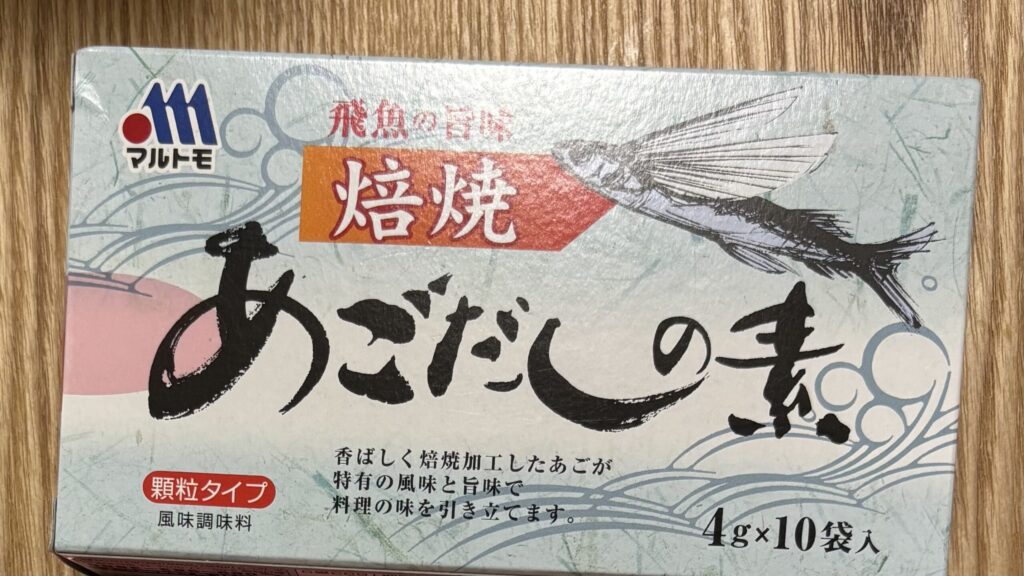 マルトモ
飛魚の旨味
焙焼
あごだしの素
香ばしく焙焼加工したあごが
特有の風味と旨味で
料理の味を引き立てます。
顆粒タイプ
風味調味料
4g×10袋入